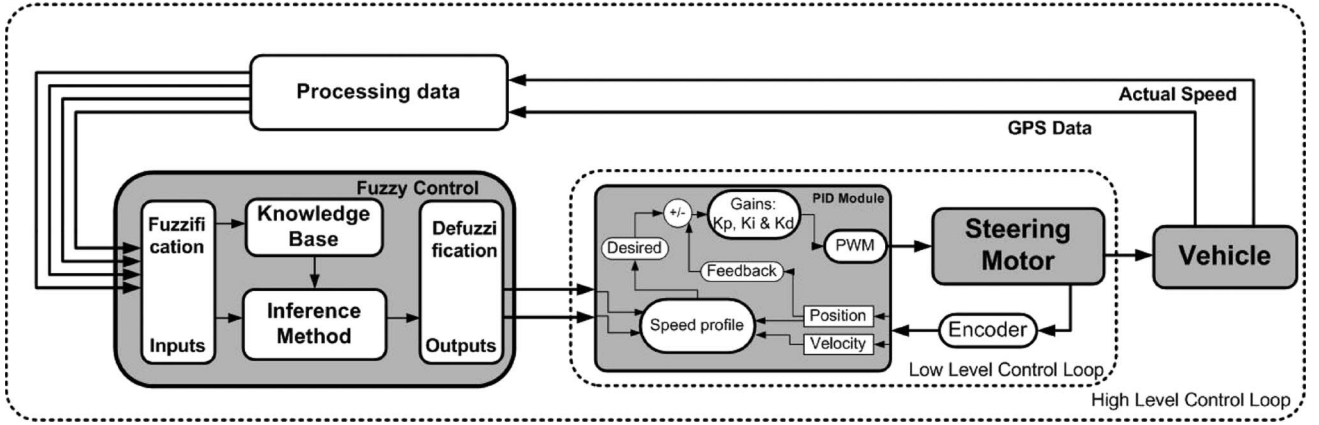 Processing data
Actual Speed
GPS Data
Fuzzy Control
Fuzzifi
cation
Inputs
Knowledge
Base
Inference
Method
Defuzzi
fication
Outputs
PID Module
+/-
Gains:
Kp, Ki & Kd
Desired
PWM
Feedback
Speed profile
Position
Velocity
Steering
Motor
Encoder
Vehicle
Low Level Control Loop
High Level Control Loop